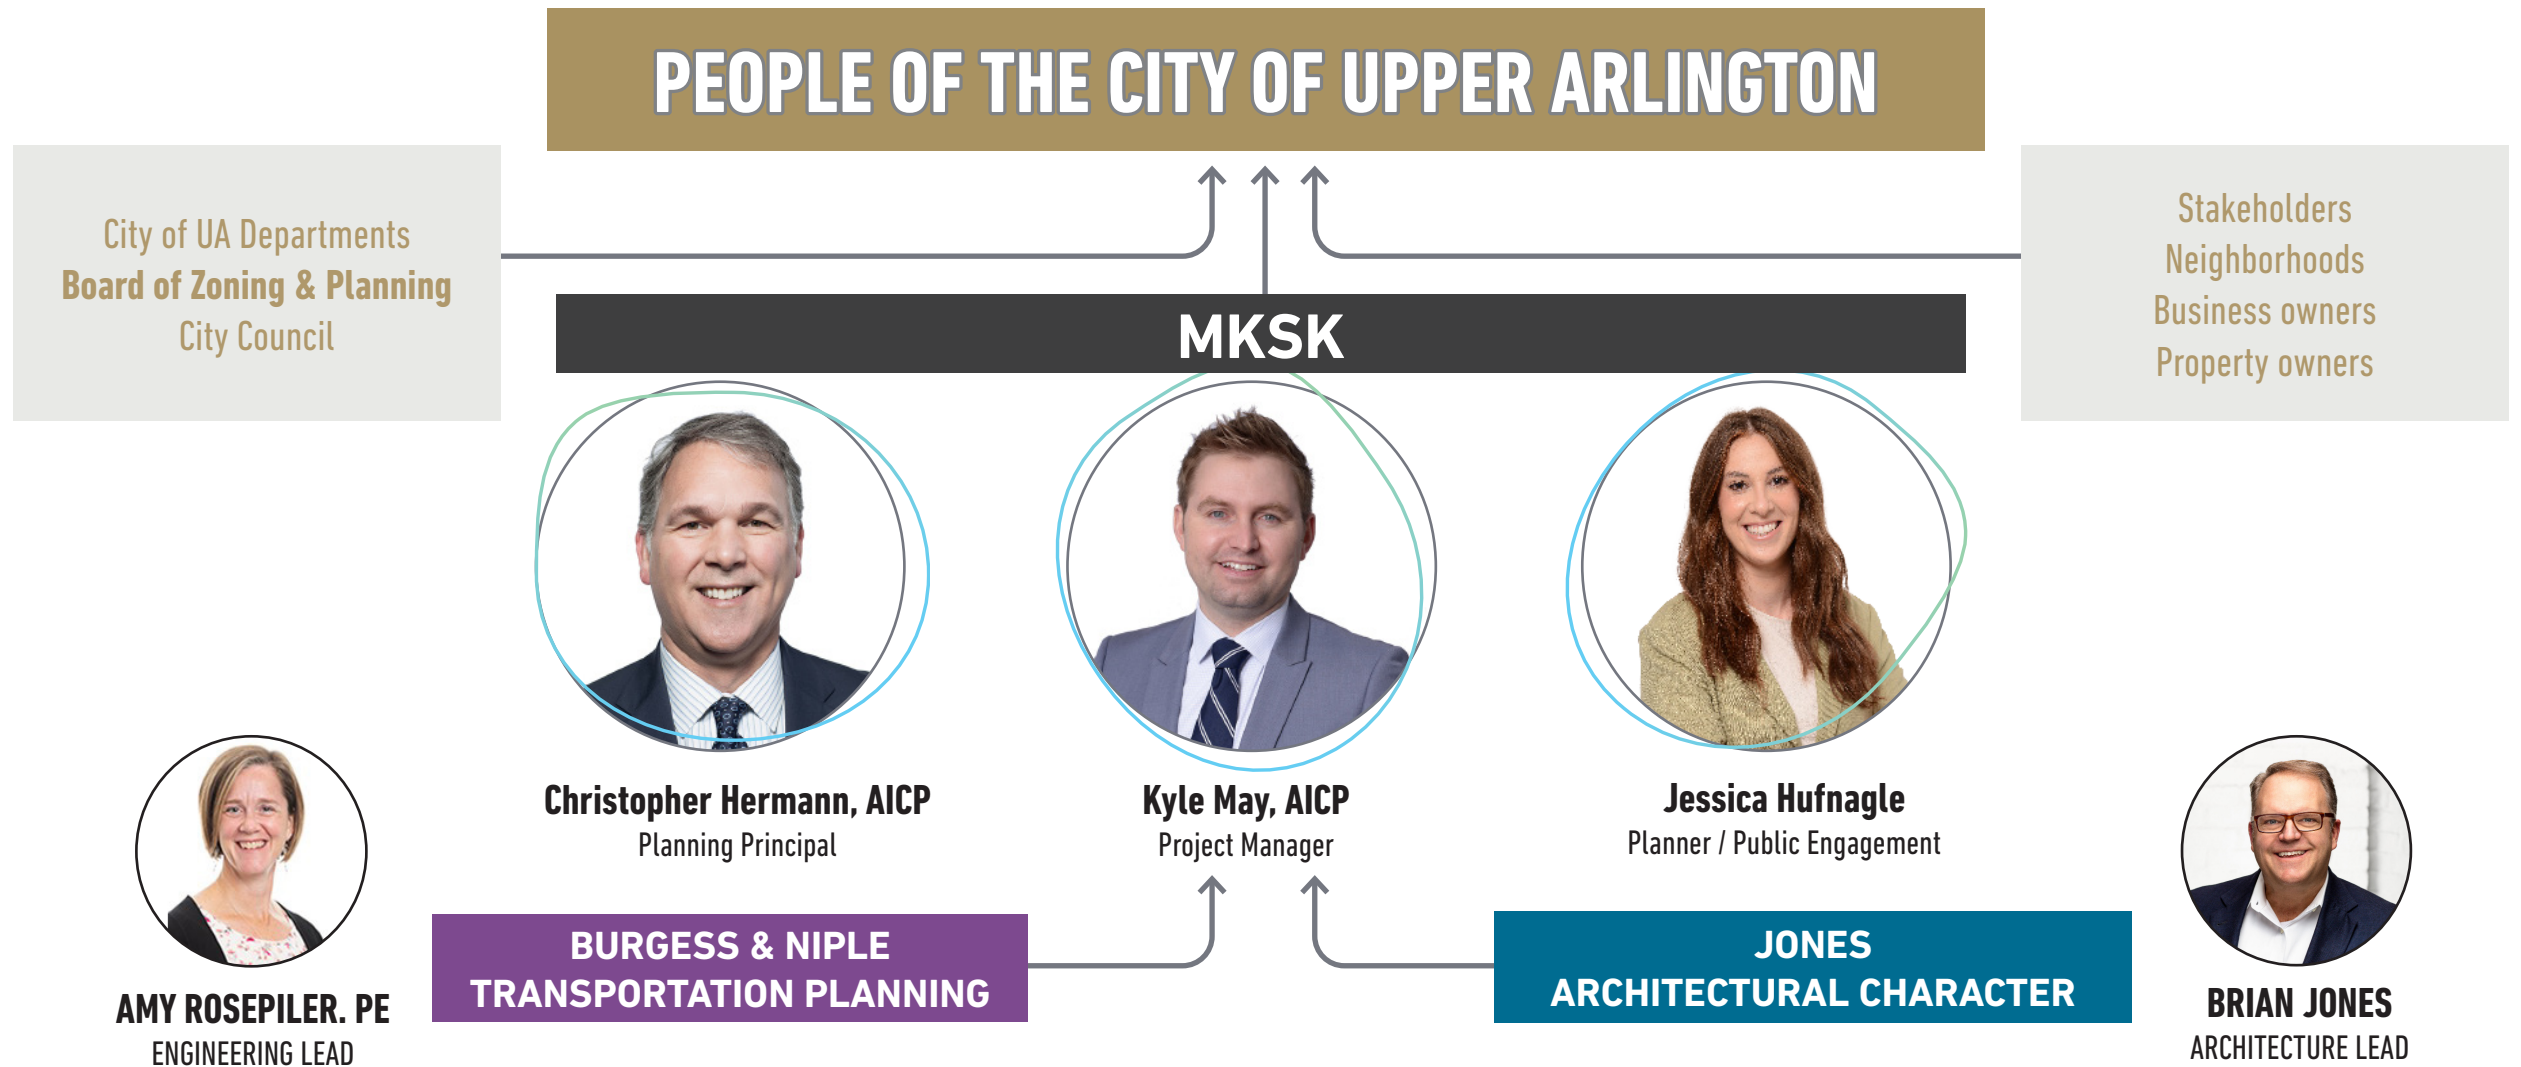 PEOPLE OF THE CITY OF UPPER ARLINGTON
City of UA Departments
Board of Zoning & Planning
City Council
Stakeholders
Neighborhoods
Business owners
Property owners
MKSK
Christopher Hermann, AICP
Planning Principal
Kyle May, AICP
Project Manager
Jessica Hufnagle
Planner / Public Engagement
AMY ROSEPILER. PE
ENGINEERING LEAD
BURGESS & NIPLE
TRANSPORTATION PLANNING
JONES
ARCHITECTURAL CHARACTER
BRIAN JONES
ARCHITECTURE LEAD